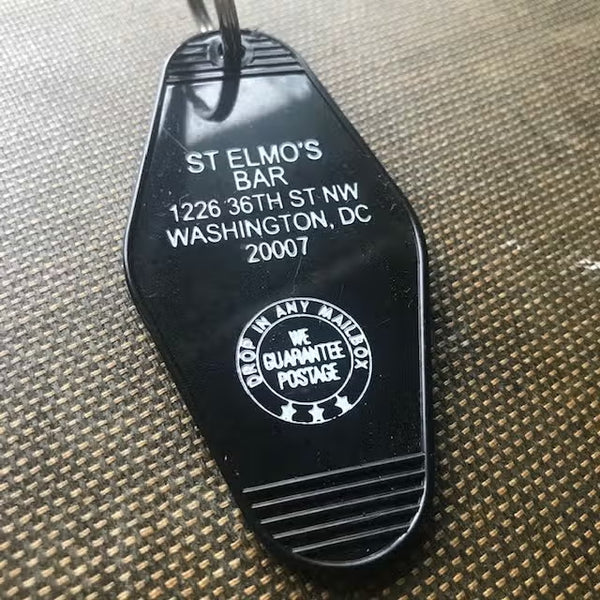 ST ELMO'S
BAR
1226 36TH ST NW
WASHINGTON, DC
20007
DROP IN ANY MAILBOX
WE
GUARANTEE
POSTAGE